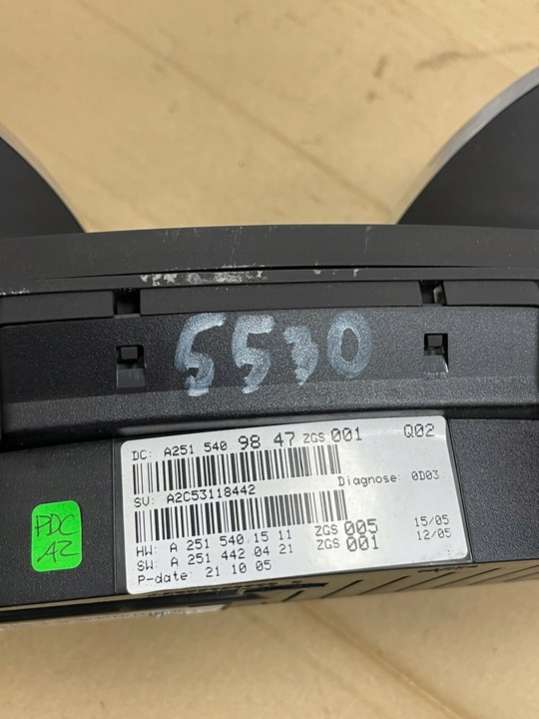 5530
DC: A251 540 98 47 ZGS 001 Q02
Diagnose 0D03
SV: A2C53118442
HW: A 251 540 15 11 ZGS 005 15/05
SW: A 251 442 04 21 ZGS 001 12/05
P-date: 21 10 05
PDC
AZ